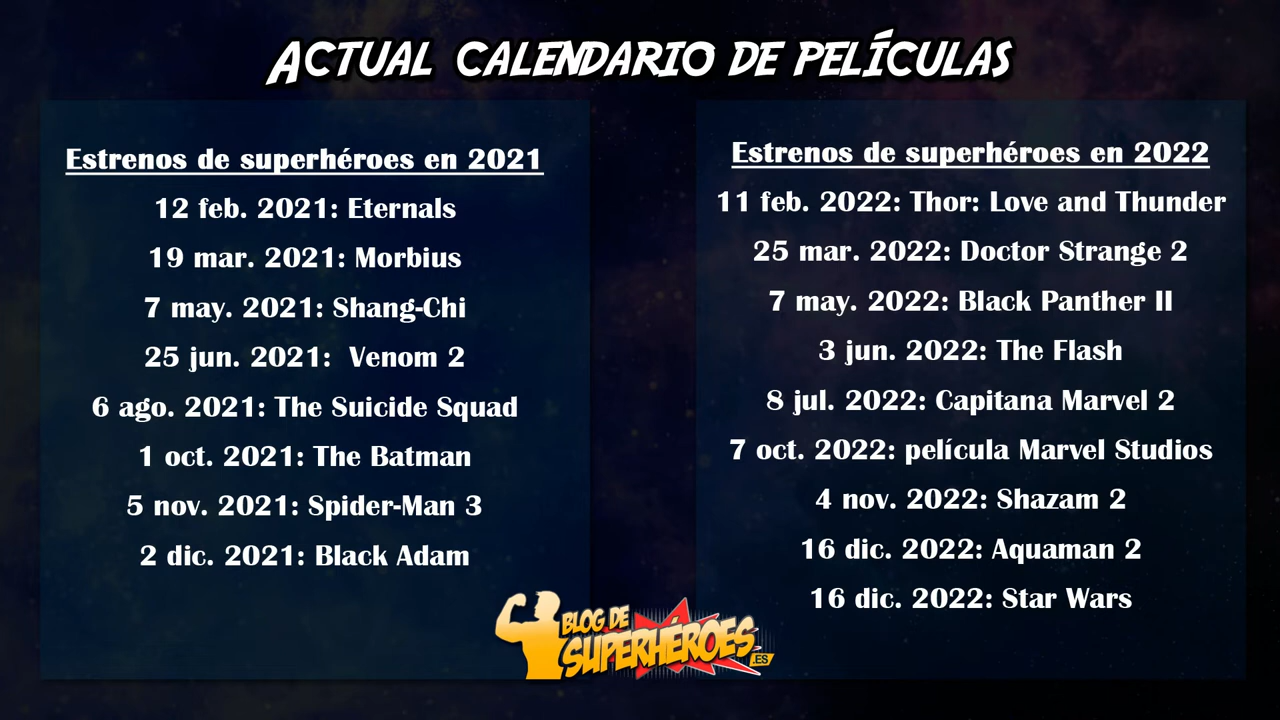 ACTUAL CALENDARIO DE PELÍCULAS
Estrenos de superhéroes en 2021
12 feb. 2021: Eternals
19 mar. 2021: Morbius
7 may. 2021: Shang-Chi
25 jun. 2021:  Venom 2
6 ago. 2021: The Suicide Squad
1 oct. 2021: The Batman
5 nov. 2021: Spider-Man 3
2 dic. 2021: Black Adam
Estrenos de superhéroes en 2022
11 feb. 2022: Thor: Love and Thunder
25 mar. 2022: Doctor Strange 2
7 may. 2022: Black Panther II
3 jun. 2022: The Flash
8 jul. 2022: Capitana Marvel 2
7 oct. 2022: película Marvel Studios
4 nov. 2022: Shazam 2
16 dic. 2022: Aquaman 2
16 dic. 2022: Star Wars
BLOG DE
SUPERHÉROES
.ES